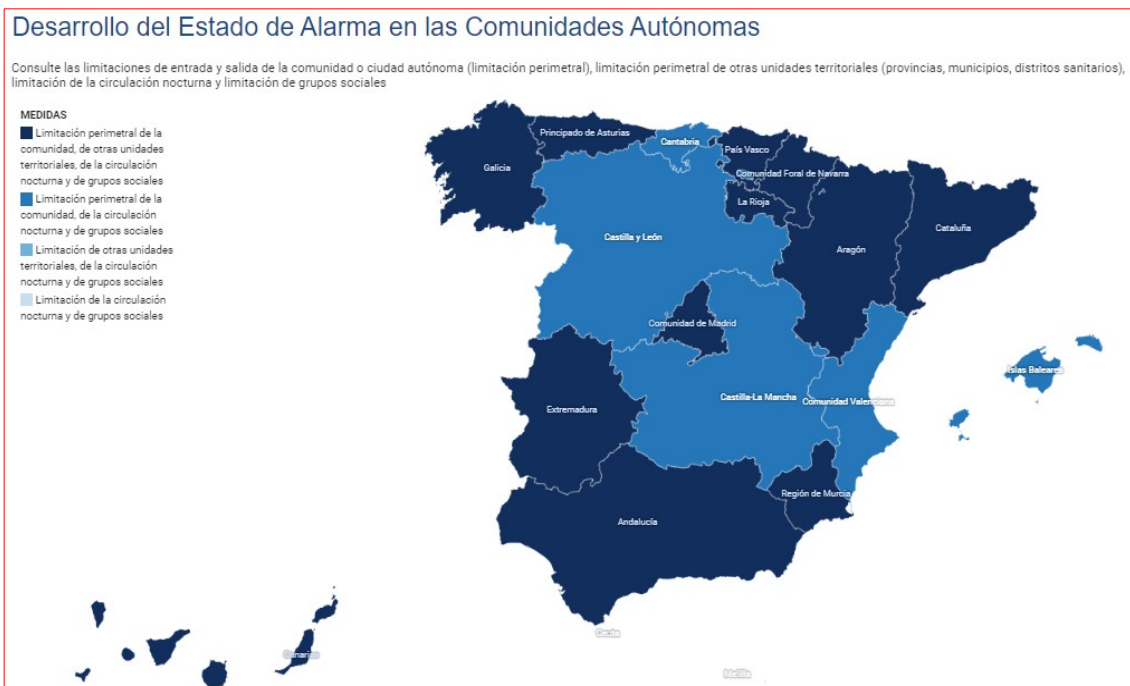 Desarrollo del Estado de Alarma en las Comunidades Autónomas
Consulte las limitaciones de entrada y salida de la comunidad o ciudad autónoma (limitación perimetral), limitación perimetral de otras unidades territoriales (provincias, municipios, distritos sanitarios),
limitación de la circulación nocturna y limitación de grupos sociales
MEDIDAS
Limitación perimetral de la
comunidad, de otras unidades
territoriales, de la circulación
nocturna y de grupos sociales
Limitación perimetral de la
comunidad, de la circulación
nocturna y de grupos sociales
Limitación de otras unidades
territoriales, de la circulación
nocturna y de grupos sociales
Limitación de la circulación
nocturna y de grupos sociales
Principado de Asturias
Cantabria
País Vasco
Galicia
Comunidad Foral de Navarra
La Rioja
Cataluña
Castilla y León
Aragón
Comunidad de Madrid
Islas Baleares
Castilla-La Mancha
Comunidad Valenciana
Extremadura
Región de Murcia
Andalucía
Ceuta
Canarias
Melilla